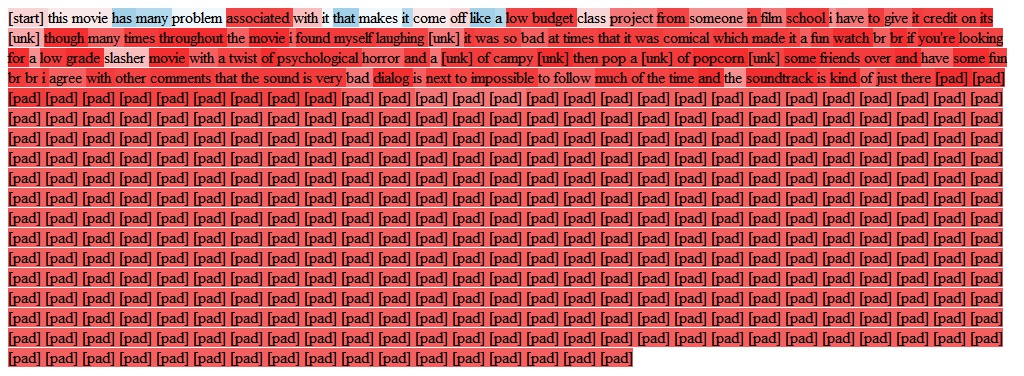 [start] this movie has many problem associated with it that makes it come off like a low budget class project from someone in film school i have to give it credit on its
[unk] though many times throughout the movie i found myself laughing [unk] it was so bad at times that it was comical which made it a fun watch br br if you're looking
for a low grade slasher movie with a twist of psychological horror and a [unk] of campy [unk] then pop a [unk] of popcorn [unk] some friends over and have some fun
br br i agree with other comments that the sound is very bad dialog is next to impossible to follow much of the time and the soundtrack is kind of just there [pad] [pad]
[pad] [pad] [pad] [pad] [pad] [pad] [pad] [pad] [pad] [pad] [pad] [pad] [pad] [pad] [pad] [pad] [pad] [pad] [pad] [pad] [pad] [pad] [pad] [pad] [pad] [pad] [pad]
[pad] [pad] [pad] [pad] [pad] [pad] [pad] [pad] [pad] [pad] [pad] [pad] [pad] [pad] [pad] [pad] [pad] [pad] [pad] [pad] [pad] [pad] [pad] [pad] [pad] [pad] [pad]
[pad] [pad] [pad] [pad] [pad] [pad] [pad] [pad] [pad] [pad] [pad] [pad] [pad] [pad] [pad] [pad] [pad] [pad] [pad] [pad] [pad] [pad] [pad] [pad] [pad] [pad] [pad]
[pad] [pad] [pad] [pad] [pad] [pad] [pad] [pad] [pad] [pad] [pad] [pad] [pad] [pad] [pad] [pad] [pad] [pad] [pad] [pad] [pad] [pad] [pad] [pad] [pad] [pad] [pad]
[pad] [pad] [pad] [pad] [pad] [pad] [pad] [pad] [pad] [pad] [pad] [pad] [pad] [pad] [pad] [pad] [pad] [pad] [pad] [pad] [pad] [pad] [pad] [pad] [pad] [pad] [pad]
[pad] [pad] [pad] [pad] [pad] [pad] [pad] [pad] [pad] [pad] [pad] [pad] [pad] [pad] [pad] [pad] [pad] [pad] [pad] [pad] [pad] [pad] [pad] [pad] [pad] [pad] [pad]
[pad] [pad] [pad] [pad] [pad] [pad] [pad] [pad] [pad] [pad] [pad] [pad] [pad] [pad] [pad] [pad] [pad] [pad] [pad] [pad] [pad] [pad] [pad] [pad] [pad] [pad] [pad]
[pad] [pad] [pad] [pad] [pad] [pad] [pad] [pad] [pad] [pad] [pad] [pad] [pad] [pad] [pad] [pad] [pad] [pad] [pad] [pad] [pad] [pad] [pad] [pad] [pad] [pad] [pad]
[pad] [pad] [pad] [pad] [pad] [pad] [pad] [pad] [pad] [pad] [pad] [pad] [pad] [pad] [pad] [pad] [pad] [pad] [pad] [pad] [pad] [pad] [pad] [pad] [pad] [pad] [pad]
[pad] [pad] [pad] [pad] [pad] [pad] [pad] [pad] [pad] [pad] [pad] [pad] [pad] [pad] [pad] [pad] [pad] [pad] [pad] [pad] [pad] [pad] [pad] [pad] [pad] [pad] [pad]
[pad] [pad] [pad] [pad] [pad] [pad] [pad] [pad] [pad] [pad] [pad] [pad] [pad] [pad] [pad] [pad] [pad] [pad] [pad] [pad] [pad] [pad] [pad] [pad] [pad] [pad] [pad]
[pad] [pad] [pad] [pad] [pad] [pad] [pad] [pad] [pad] [pad] [pad] [pad] [pad] [pad] [pad] [pad] [pad] [pad] [pad] [pad] [pad] [pad] [pad] [pad] [pad] [pad] [pad]
[pad] [pad] [pad] [pad] [pad] [pad] [pad] [pad] [pad] [pad] [pad] [pad] [pad] [pad] [pad] [pad] [pad] [pad] [pad] [pad] [pad] [pad] [pad] [pad] [pad] [pad] [pad]
[pad] [pad] [pad] [pad] [pad] [pad] [pad] [pad] [pad] [pad] [pad] [pad] [pad] [pad] [pad] [pad] [pad]